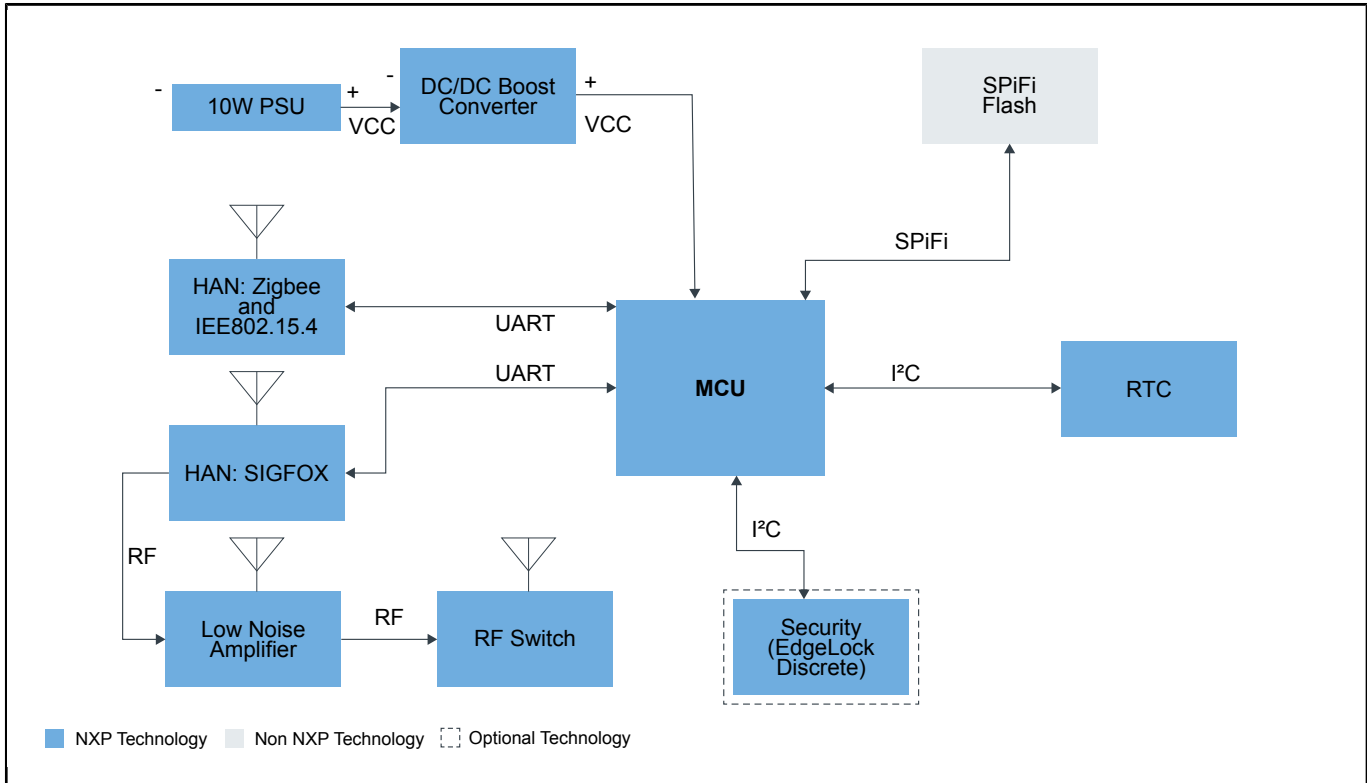 -
10W PSU
+
VCC
-
DC/DC Boost
Converter
+
VCC
SPiFi
Flash
SPiFi
HAN: Zigbee
and
IEE802.15.4
UART
UART
MCU
I²C
RTC
HAN: SIGFOX
I²C
RF
Low Noise
Amplifier
RF
RF Switch
Security
(EdgeLock
Discrete)
NXP Technology
Non NXP Technology
Optional Technology